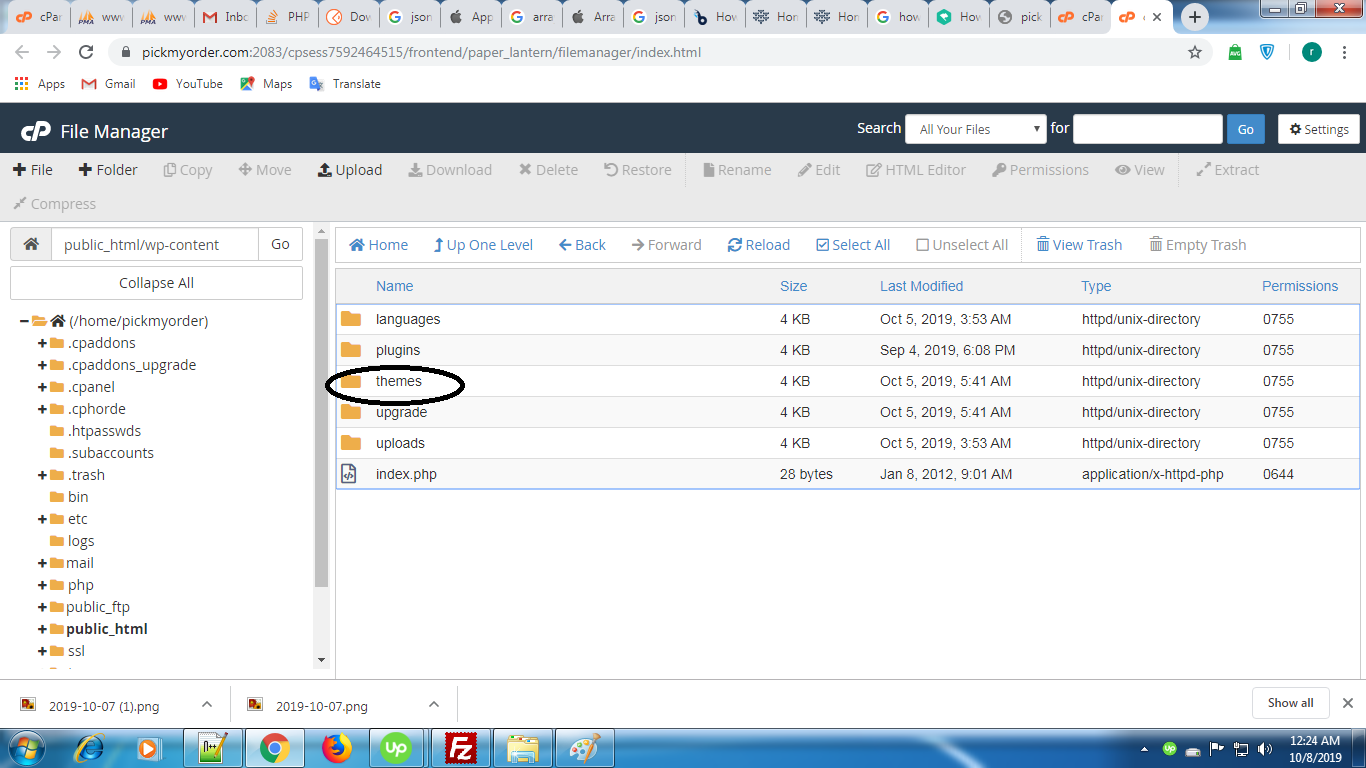 cPar
www
www
Inbc
PHP
Dov
json
App
arra
Arra
json
Hov
Hon
Hon
how
Hov
pick
cPar
c
pickmyorder.com:2083/cpsess7592464515/frontend/paper_lantern/filemanager/index.html
r
Apps Gmail YouTube Maps Translate
cP File Manager
Search All Your Files for Go Settings
File Folder Copy Move Upload Download Delete Restore Rename Edit HTML Editor Permissions View Extract
Compress
public_html/wp-content Go
Collapse All
(/home/pickmyorder)
.cpaddons
.cpaddons_upgrade
.cpanel
.cphorde
.htpasswds
.subaccounts
.trash
bin
etc
logs
mail
php
public_ftp
public_html
ssl
Home Up One Level Back Forward Reload Select All Unselect All View Trash Empty Trash
Name Size Last Modified Type Permissions
languages 4 KB Oct 5, 2019, 3:53 AM httpd/unix-directory 0755
plugins 4 KB Sep 4, 2019, 6:08 PM httpd/unix-directory 0755
themes 4 KB Oct 5, 2019, 5:41 AM httpd/unix-directory 0755
upgrade 4 KB Oct 5, 2019, 5:41 AM httpd/unix-directory 0755
uploads 4 KB Oct 5, 2019, 3:53 AM httpd/unix-directory 0755
index.php 28 bytes Jan 8, 2012, 9:01 AM application/x-httpd-php 0644
2019-10-07 (1).png
2019-10-07.png
Show all
12:24 AM
10/8/2019